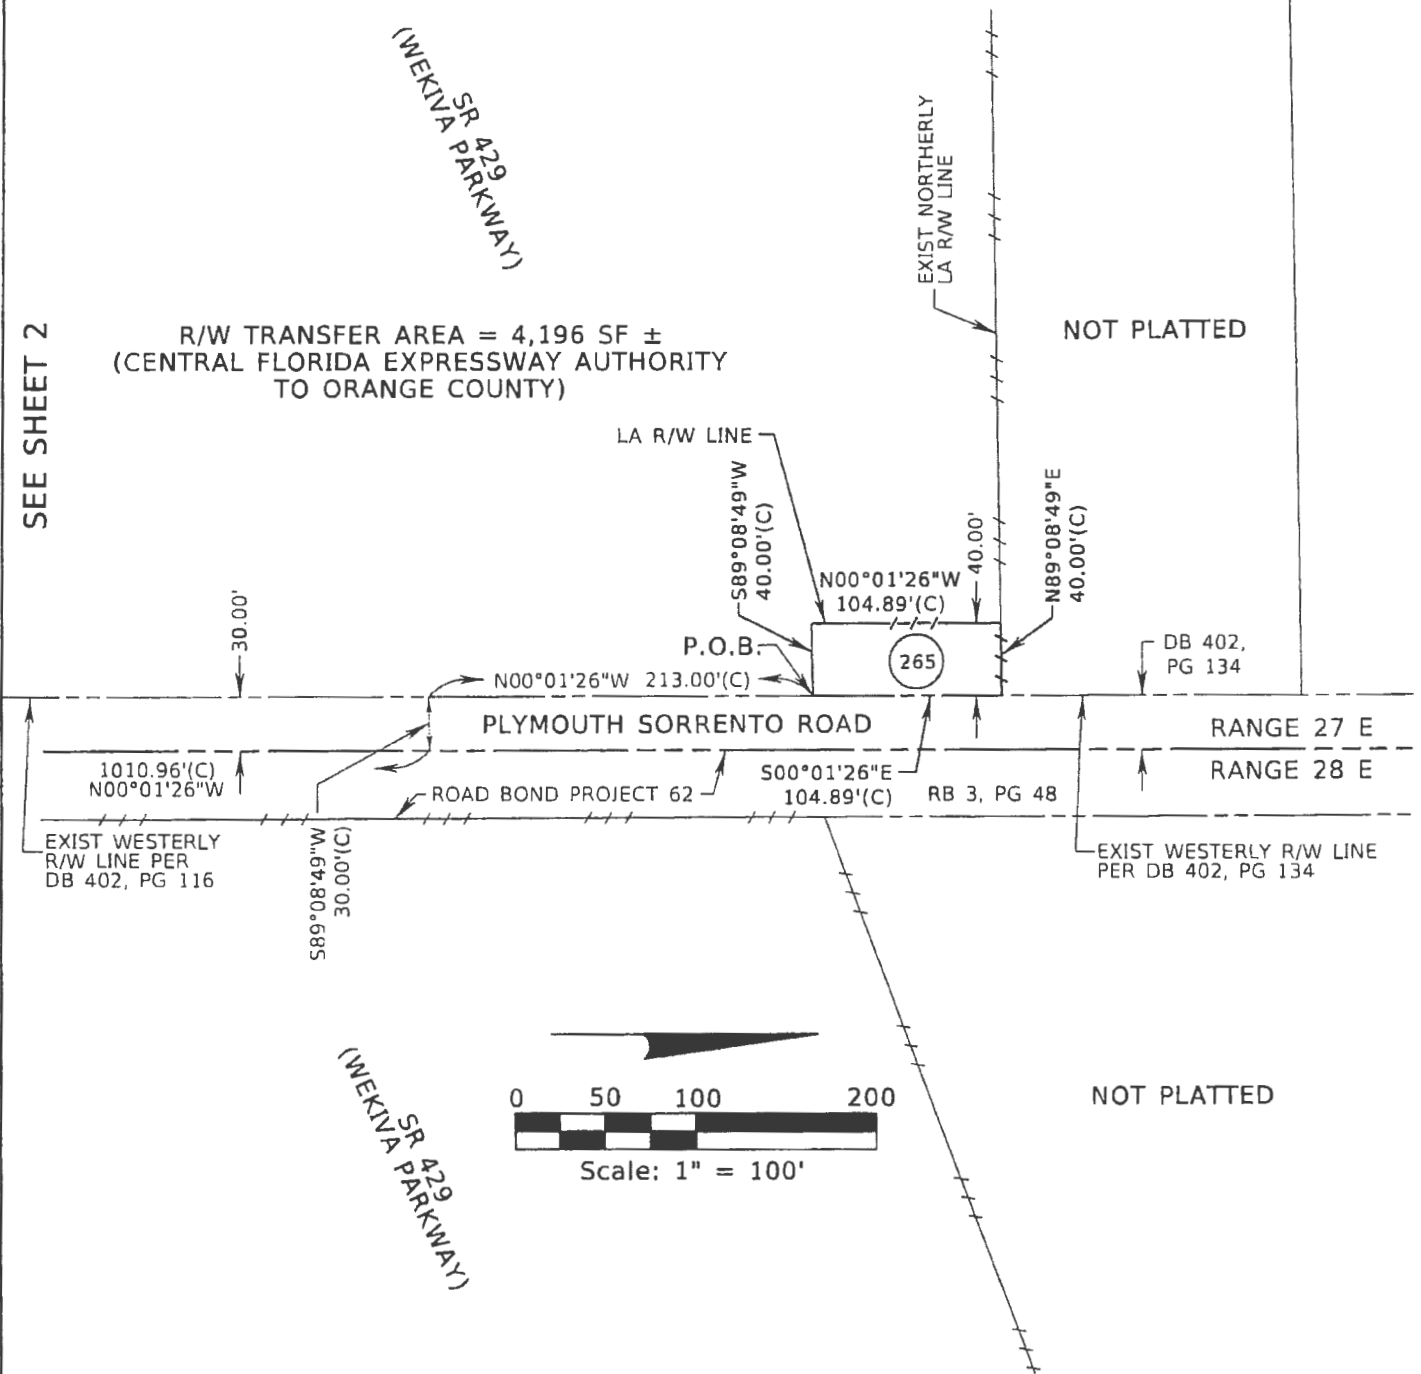 SR 429
(WEKIVA PARKWAY)
EXIST NORTHERLY
LA R/W LINE
NOT PLATTED
SEE SHEET 2
R/W TRANSFER AREA = 4,196 SF ±
(CENTRAL FLORIDA EXPRESSWAY AUTHORITY
TO ORANGE COUNTY)
LA R/W LINE
S89°08'49"W
40.00'(C)
N00°01'26"W
104.89'(C)
40.00'
N89°08'49"E
40.00'(C)
30.00'
P.O.B.
265
DB 402,
PG 134
N00°01'26"W 213.00'(C)
PLYMOUTH SORRENTO ROAD
RANGE 27 E
1010.96'(C)
N00°01'26"W
S00°01'26"E
104.89'(C)
RANGE 28 E
ROAD BOND PROJECT 62
RB 3, PG 48
EXIST WESTERLY
R/W LINE PER
DB 402, PG 116
S89°08'49"W
30.00'(C)
EXIST WESTERLY R/W LINE
PER DB 402, PG 134
SR 429
(WEKIVA PARKWAY)
0 50 100 200
Scale: 1" = 100'
NOT PLATTED